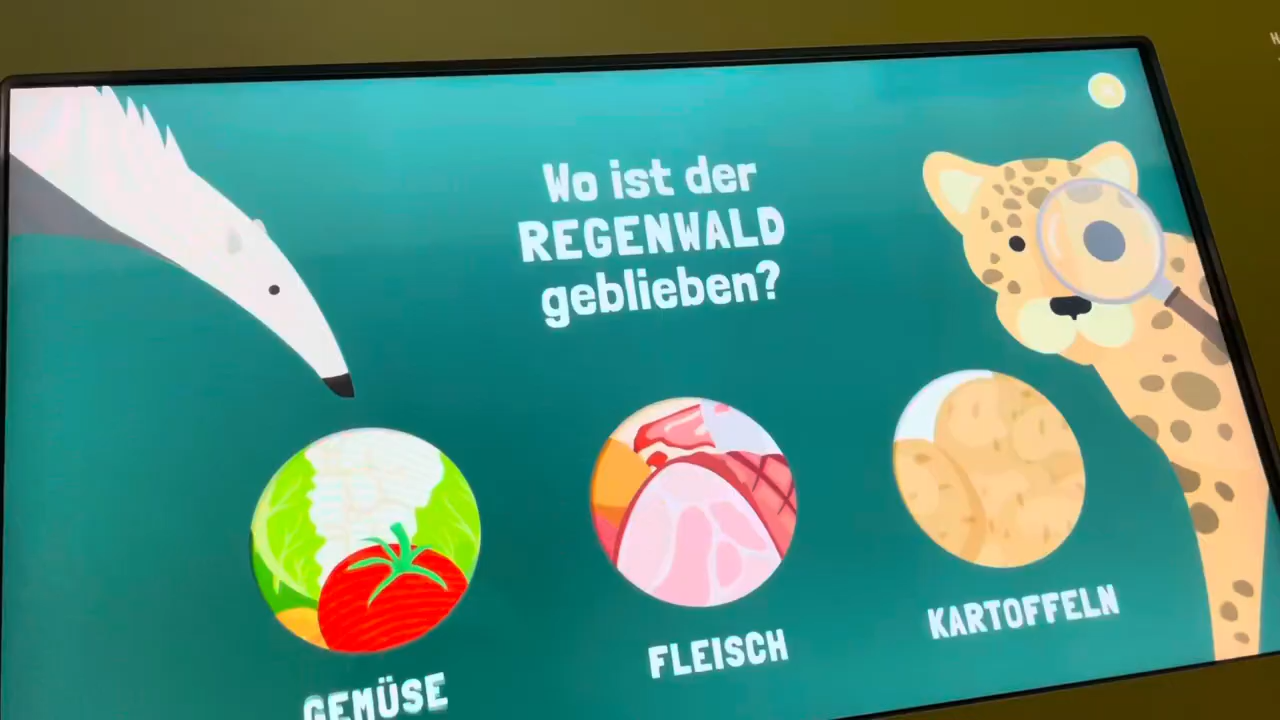 Wo ist der
REGENWALD
geblieben?
GEMÜSE
FLEISCH
KARTOFFELN